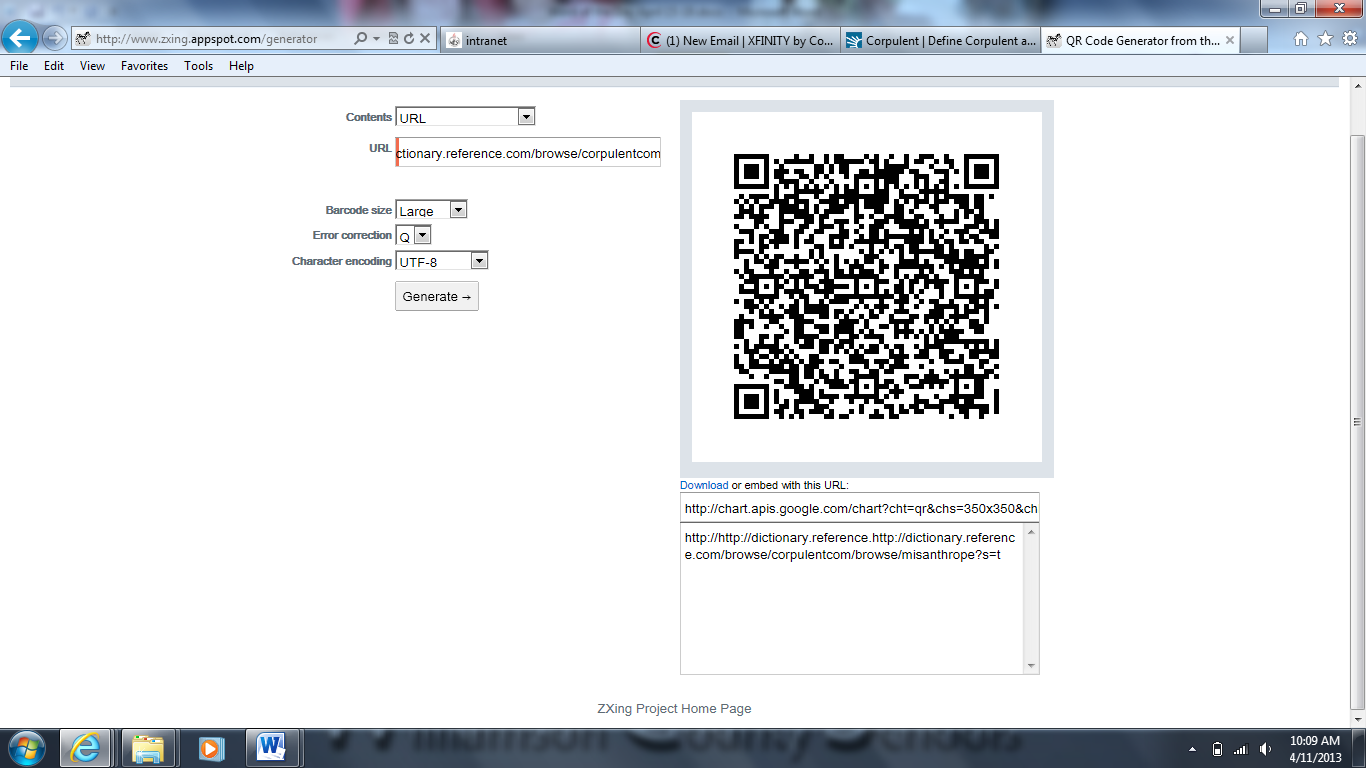 http://www.zxing.appspot.com/generator
intranet
(1) New Email | XFINITY by Co...
Corpulent | Define Corpulent a...
QR Code Generator from th...
File Edit View Favorites Tools Help
Contents URL
URL ctionary.reference.com/browse/corpulentcom
Barcode size Large
Error correction Q
Character encoding UTF-8
Generate →
Download or embed with this URL:
http://chart.apis.google.com/chart?cht=qr&chs=350x350&ch
http://http://dictionary.reference.http://dictionary.referenc
e.com/browse/corpulentcom/browse/misanthrope?s=t
ZXing Project Home Page
10:09 AM
4/11/2013